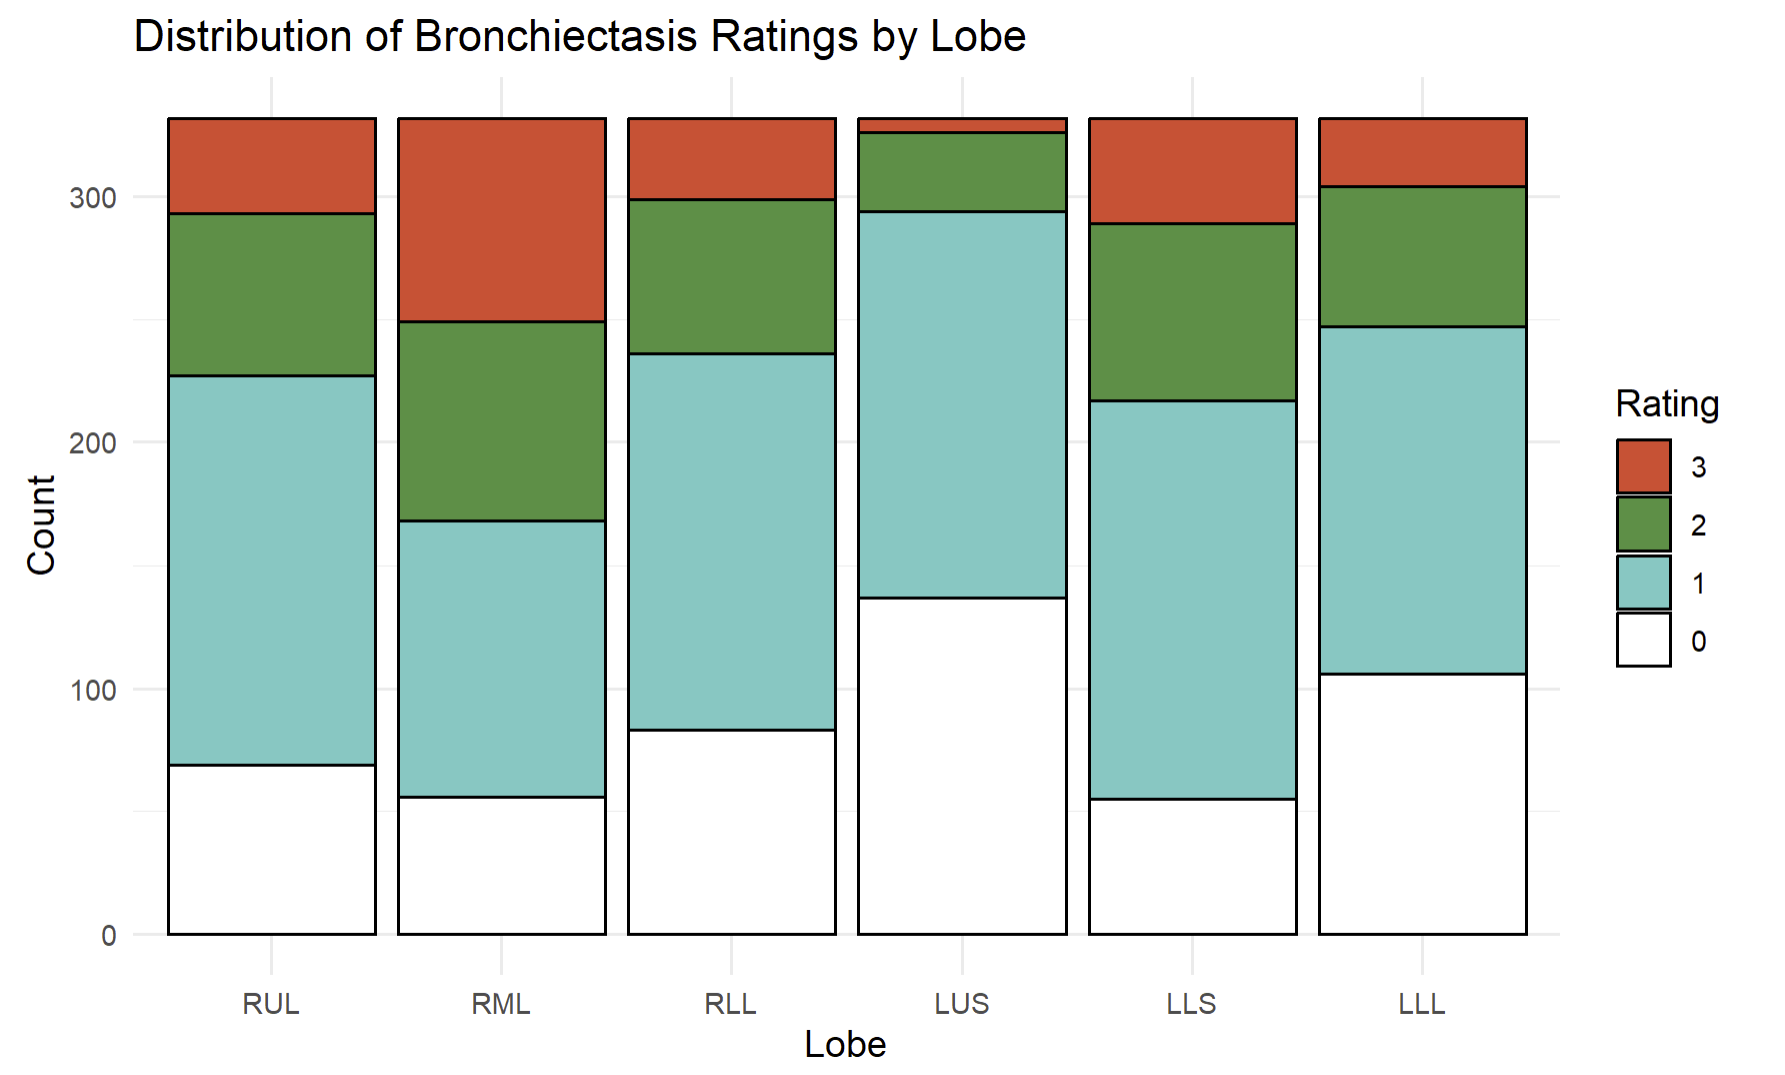 Distribution of Bronchiectasis Ratings by Lobe
Count
300
200
100
0
RUL RML RLL LUS LLS LLL
Lobe
Rating
3
2
1
0